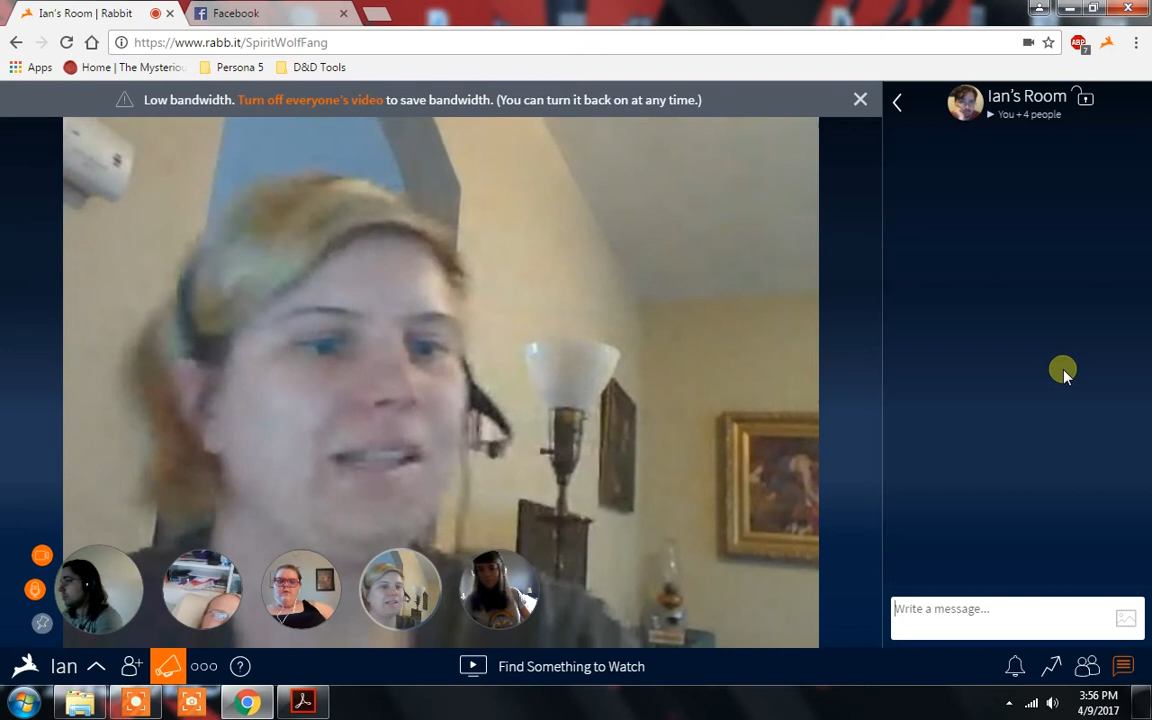 Ian's Room | Rabbit
Facebook
https://www.rabb.it/SpiritWolfFang
ABP
7
Apps
Home | The Mysteriou
Persona 5
D&D Tools
Low bandwidth. Turn off everyone's video to save bandwidth. (You can turn it back on at any time.)
Ian's Room
You + 4 people
Write a message...
Ian
Find Something to Watch
3:56 PM
4/9/2017